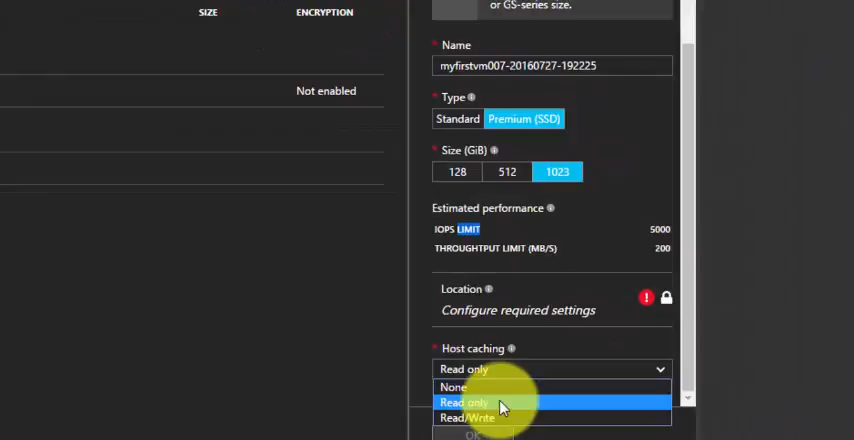 SIZE ENCRYPTION
Not enabled
or GS-series size.
* Name
myfirstvm007-20160727-192225
* Type
Standard Premium (SSD)
* Size (GiB)
128 512 1023
Estimated performance
IOPS LIMIT 5000
THROUGHTPUT LIMIT (MB/S) 200
Location
Configure required settings
* Host caching
Read only
None
Read only
Read/Write
OK